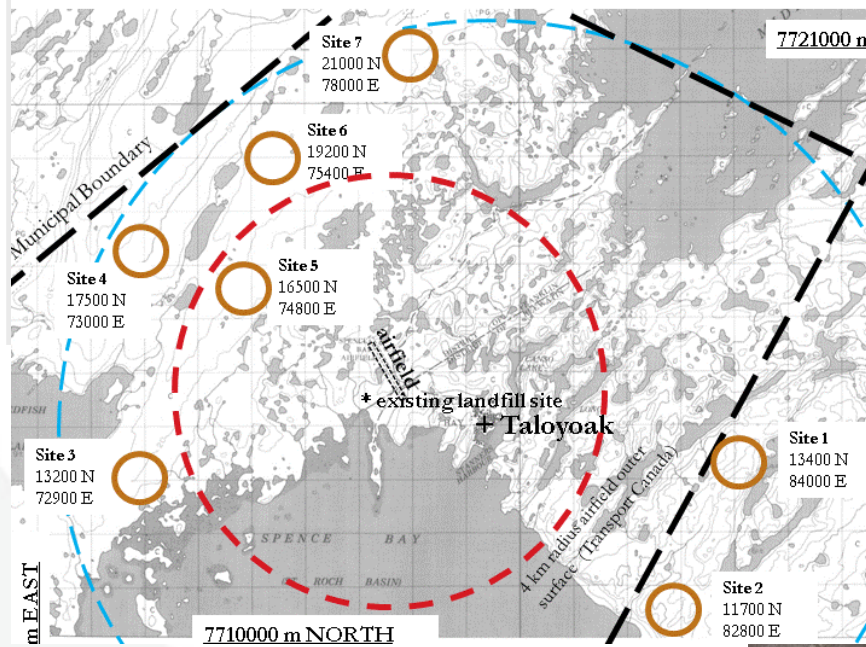 Site 7
21000 N
78000 E
7721000 m
Site 6
19200 N
75400 E
Municipal Boundary
Site 5
16500 N
74800 E
Site 4
17500 N
73000 E
airfield
* existing landfill site
+ Taloyoak
Site 1
13400 N
84000 E
Site 3
13200 N
72900 E
4 km radius airfield outer
surface (Transport Canada)
SPENCE BAY
ROCH BASIN)
Site 2
11700 N
82800 E
m EAST
7710000 m NORTH